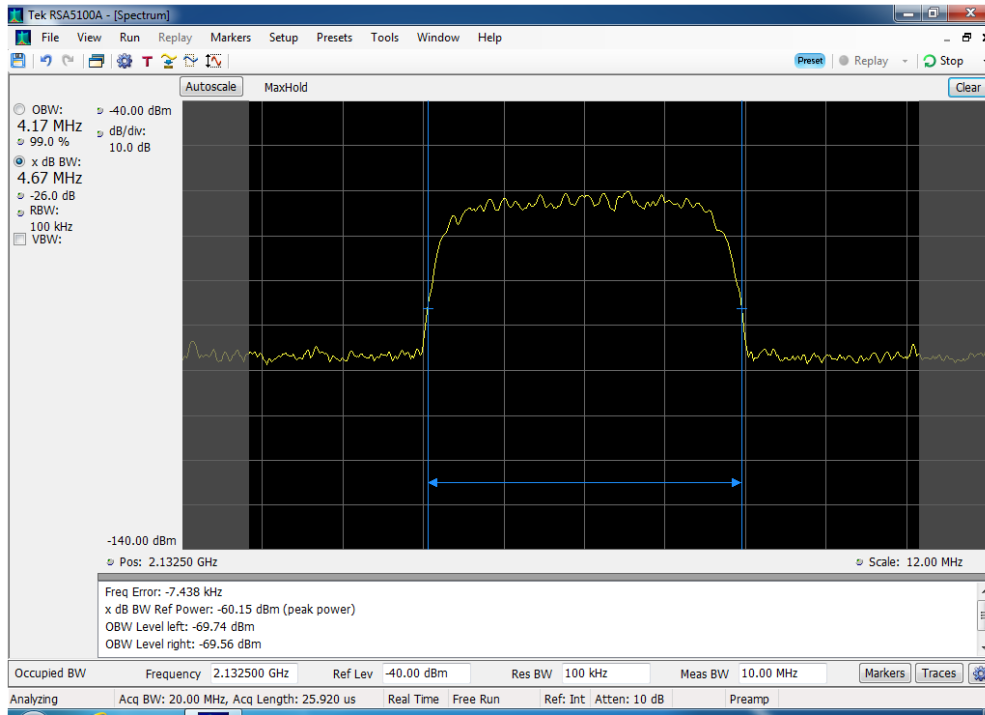 Tek RSA5100A - [Spectrum]
File View Run Replay Markers Setup Presets Tools Window Help
T Preset Replay Stop
Autoscale MaxHold Clear
OBW:
4.17 MHz
99.0 %
x dB BW:
4.67 MHz
-26.0 dB
RBW:
100 kHz
VBW:
-40.00 dBm
dB/div:
10.0 dB
-140.00 dBm
Pos: 2.13250 GHz Scale: 12.00 MHz
Freq Error: -7.438 kHz
x dB BW Ref Power: -60.15 dBm (peak power)
OBW Level left: -69.74 dBm
OBW Level right: -69.56 dBm
Occupied BW Frequency 2.132500 GHz Ref Lev -40.00 dBm Res BW 100 kHz Meas BW 10.00 MHz Markers Traces
Analyzing Acq BW: 20.00 MHz, Acq Length: 25.920 us Real Time Free Run Ref: Int Atten: 10 dB Preamp